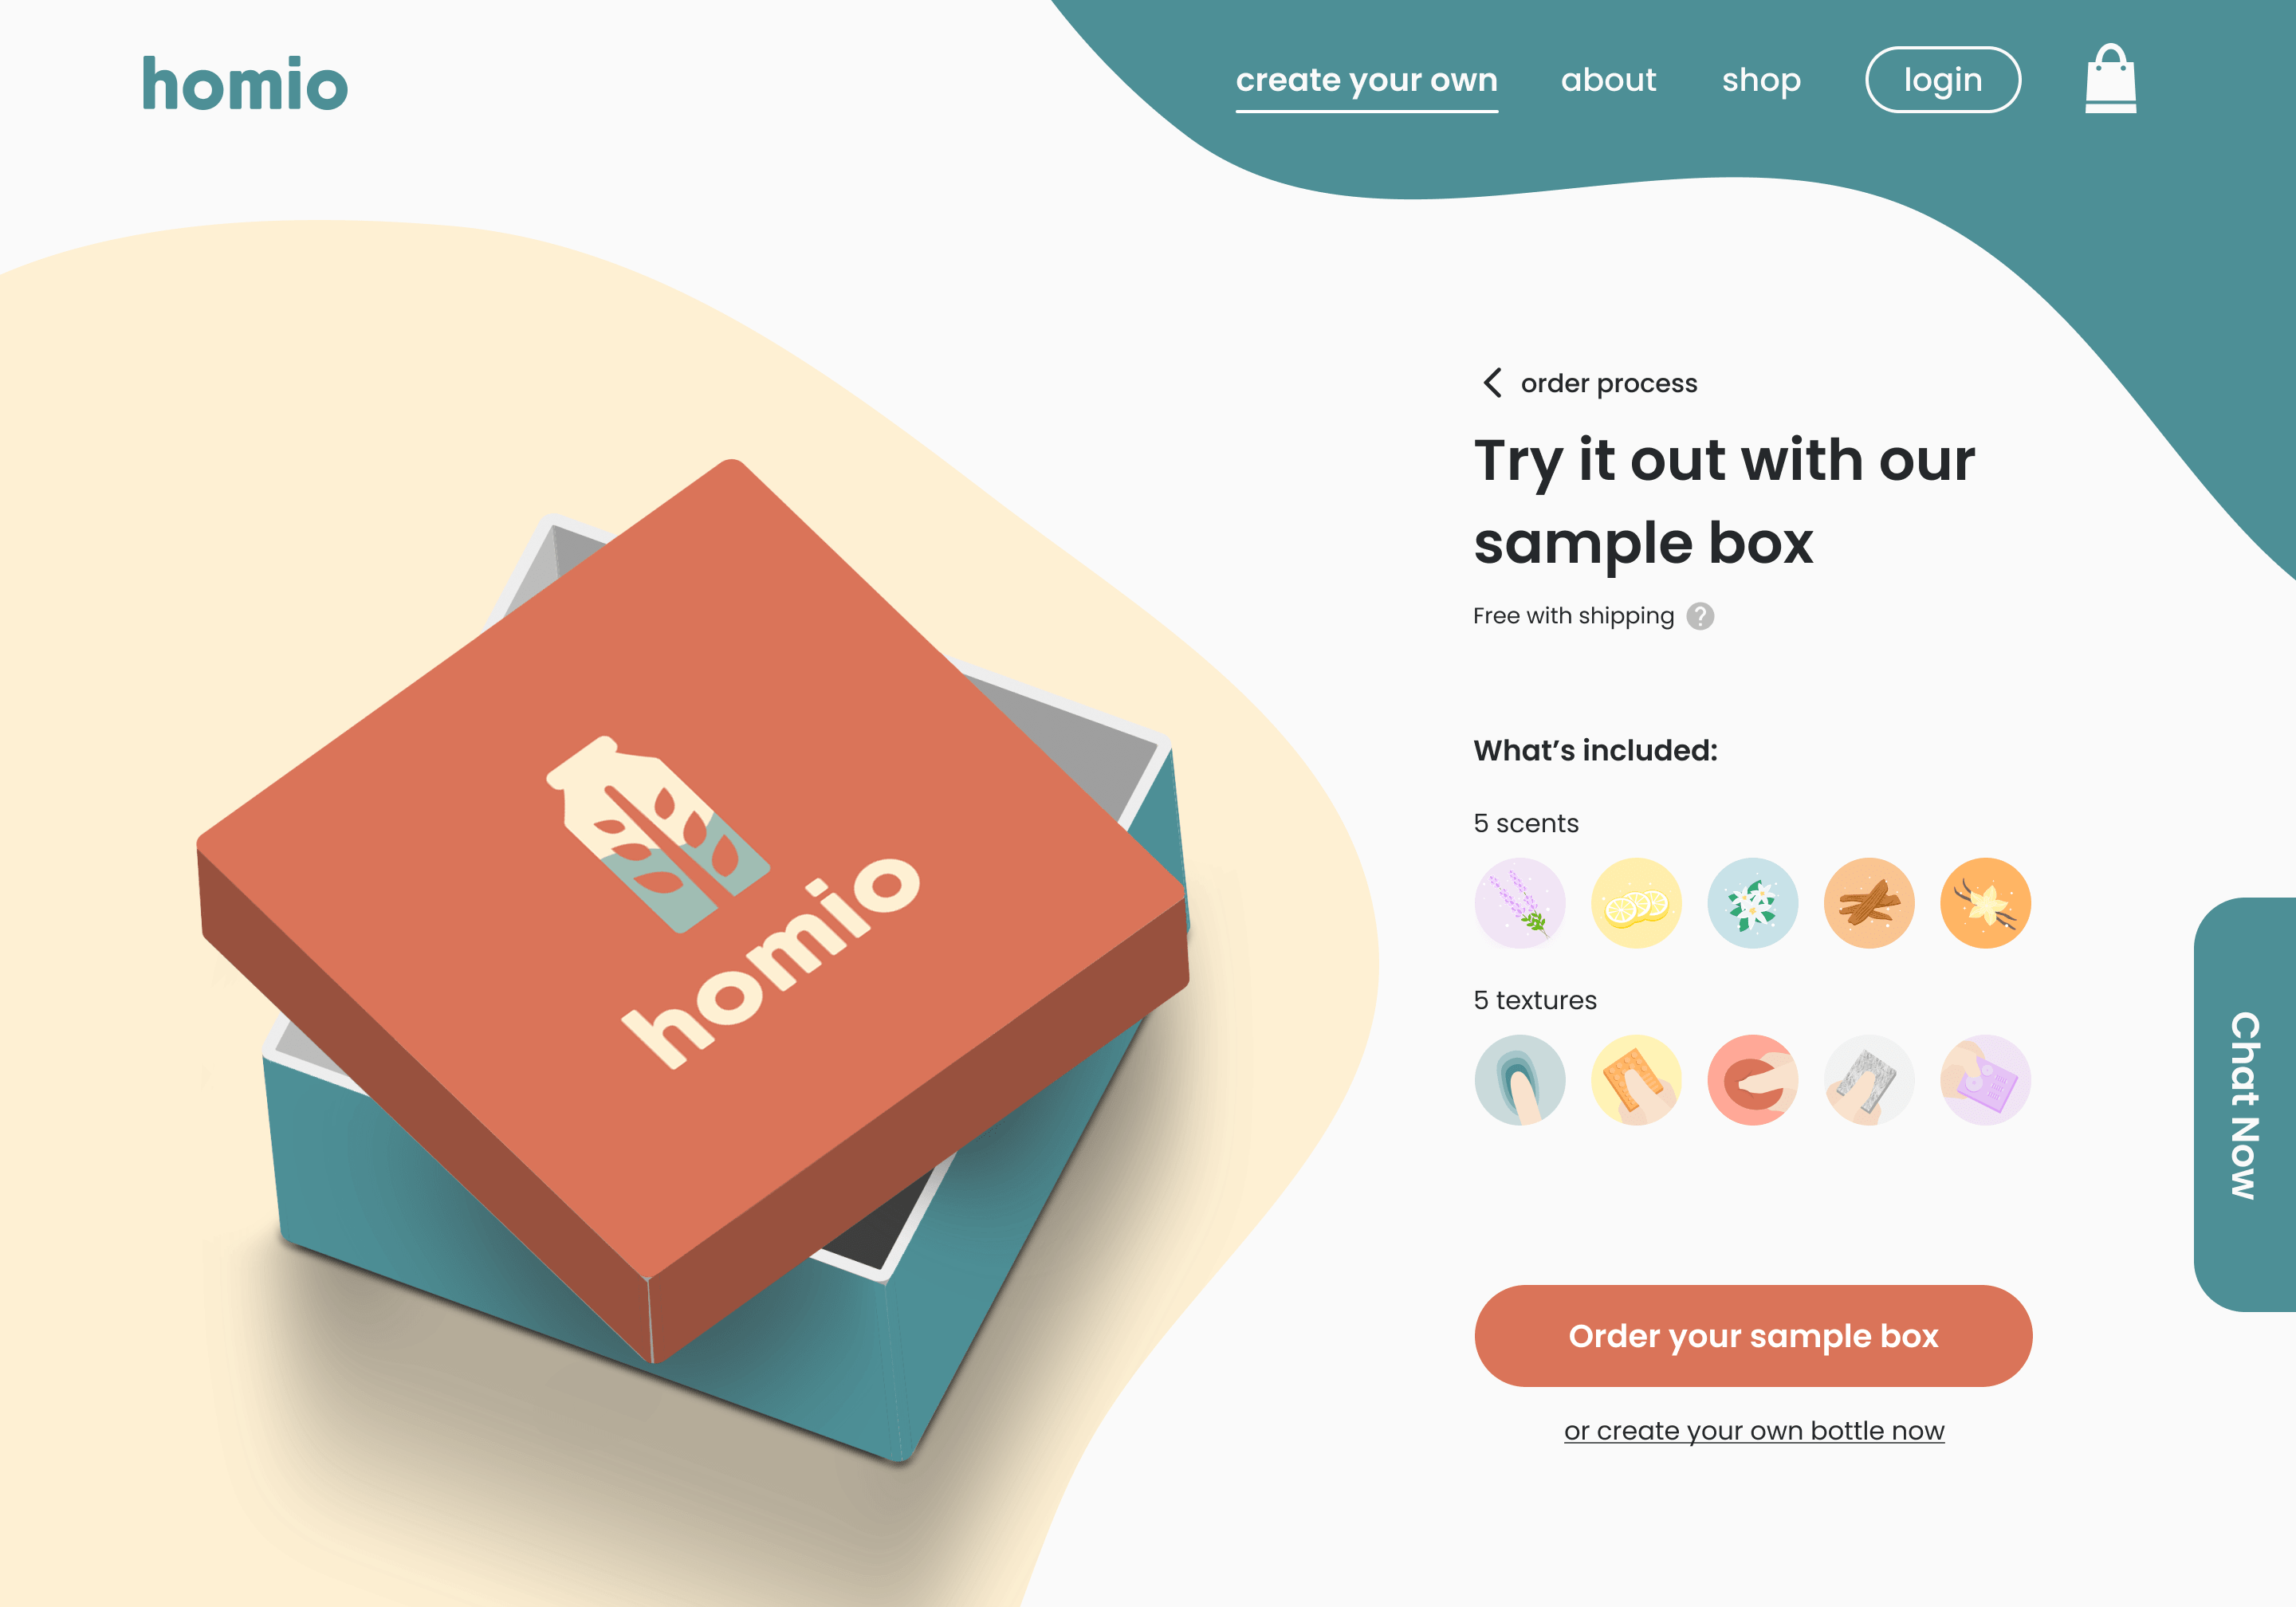 homio
create your own
about
shop
login
order process
Try it out with our
sample box
Free with shipping ?
What’s included:
5 scents
5 textures
homio
Chat Now
Order your sample box
or create your own bottle now